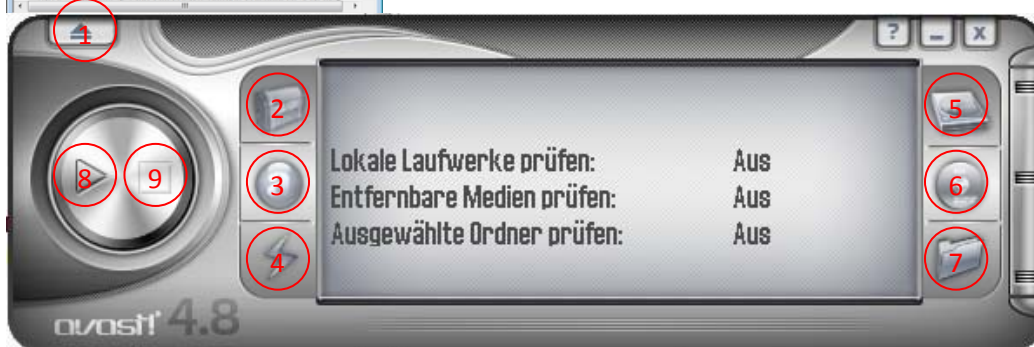 1
? _ x
2 5
8 9 3 6
4 7
Lokale Laufwerke prüfen: Aus
Entfernbare Medien prüfen: Aus
Ausgewählte Ordner prüfen: Aus
avast! 4.8